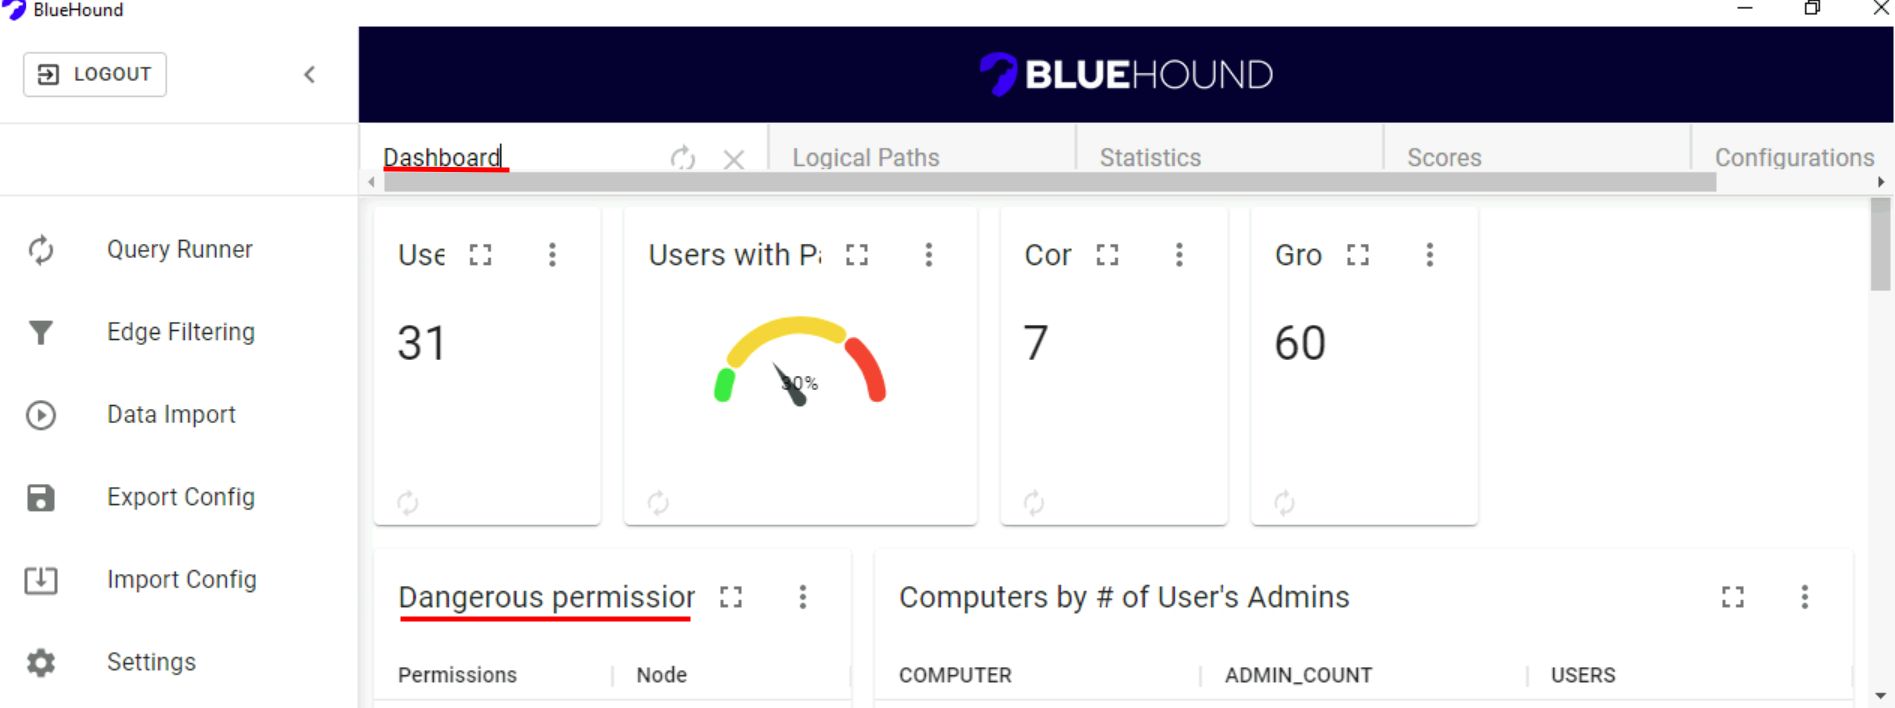 BlueHound
LOGOUT
BLUEHOUND
Dashboard
Logical Paths
Statistics
Scores
Configurations
Query Runner
Edge Filtering
Data Import
Export Config
Import Config
Settings
Use
31
Users with Pa
30%
Cor
7
Gro
60
Dangerous permission
Permissions
Node
Computers by # of User's Admins
COMPUTER
ADMIN_COUNT
USERS